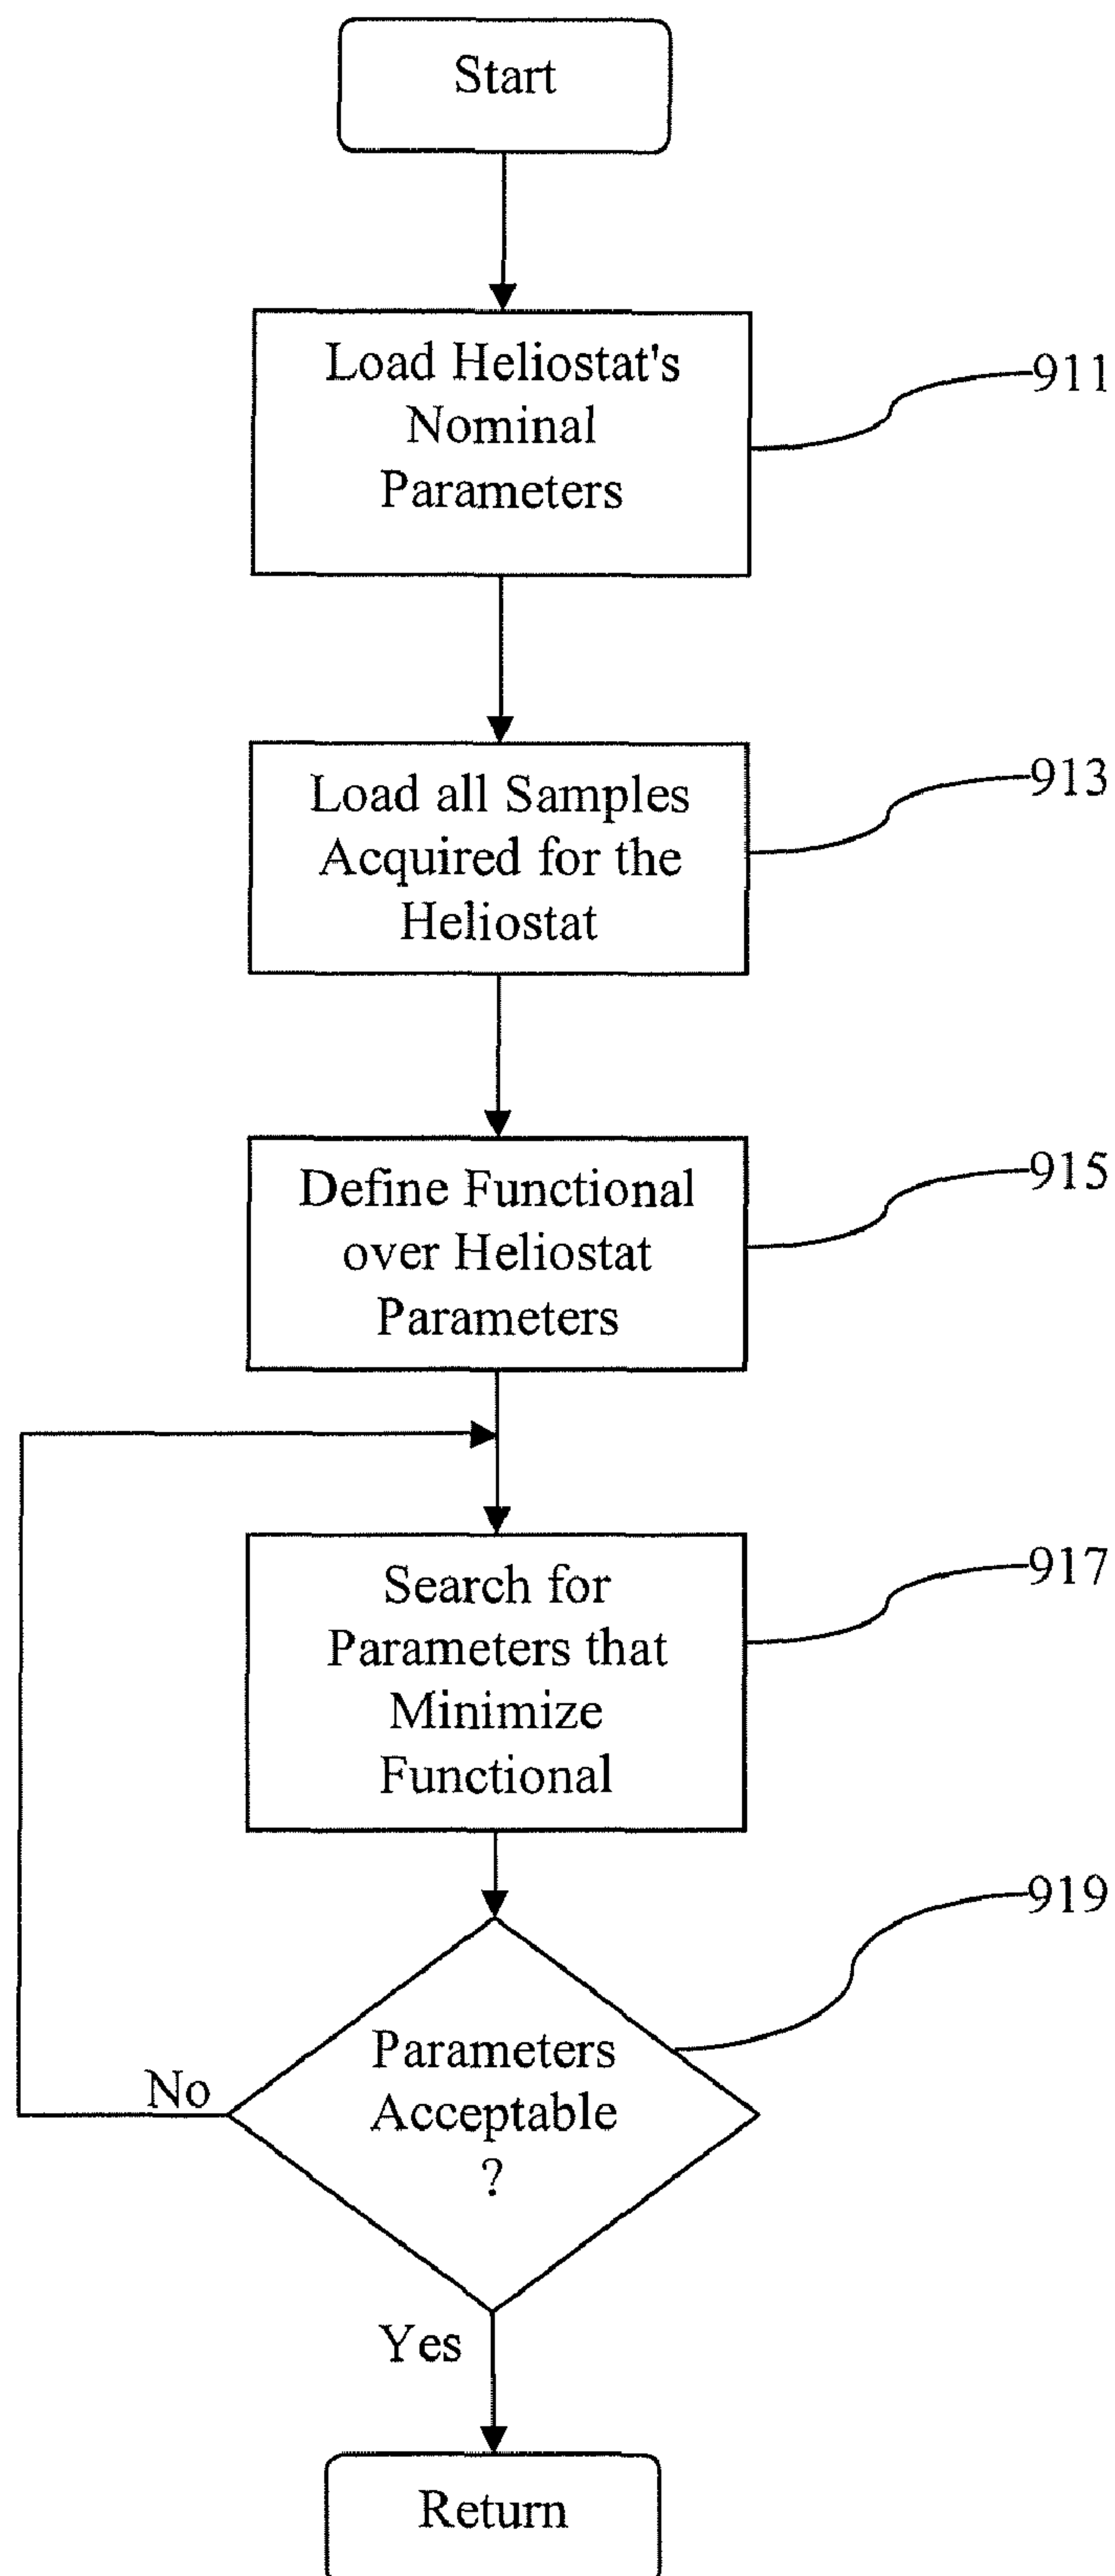 Start
Load Heliostat's
Nominal
Parameters
911
Load all Samples
Acquired for the
Heliostat
913
Define Functional
over Heliostat
Parameters
915
Search for
Parameters that
Minimize
Functional
917
Parameters
Acceptable
?
919
No
Yes
Return